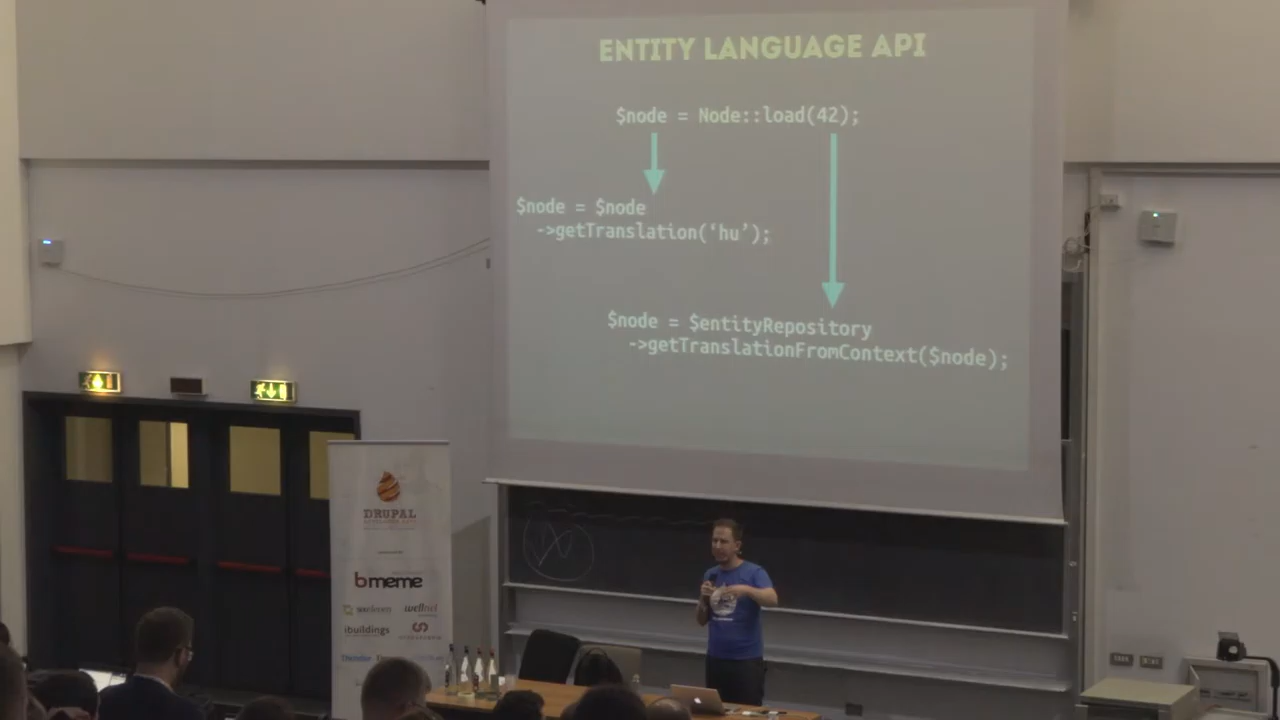 ENTITY LANGUAGE API
$node = Node::load(42);
$node = $node
->getTranslation(‘hu’);
$node = $entityRepository
->getTranslationFromContext($node);
DRUPAL
bmeme
wellnet
ibuildings